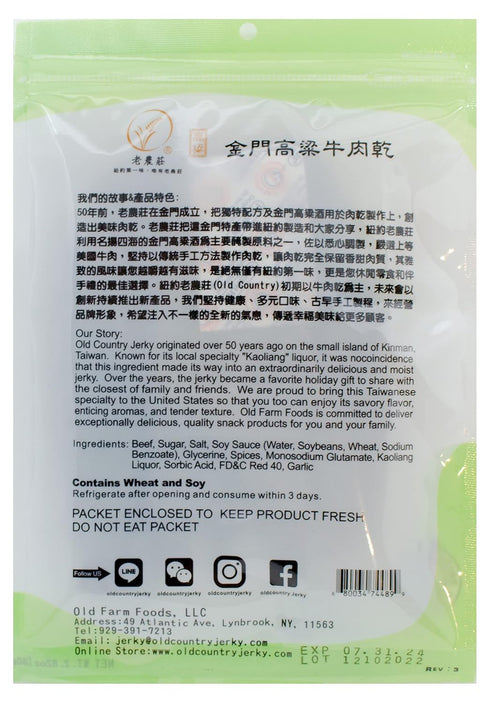 老農莊
紐約第一味，唯有老農莊
金門高粱牛肉乾
我們的故事&產品特色：
50年前，老農莊在金門成立，把獨特配方及金門高粱酒用於肉乾製作上，創
造出美味肉乾。老農莊把這金門特產帶進紐約製造和大家分享，紐約老農莊
利用名揚四海的金門高粱酒為主要醃製原料之一，佐以悉心調製，嚴選上等
美國牛肉，堅持以傳統手工方法製作肉乾，讓肉乾完全保留香甜肉質，其雅
致的風味讓您越嚼越有滋味，是絕無僅有紐約第一味，更是您休閒零食和伴
手禮的最佳選擇。紐約老農莊(Old Country)初期以牛肉乾為主，未來會以
創新持續推出新產品，我們堅持健康、多元口味、古早手工製程，來經營
品牌形象，希望注入不一樣的全新的氣息，傳遞幸福美味給更多顧客。
Our Story:
Old Country Jerky originated over 50 years ago on the small island of Kinman,
Taiwan. Known for its local specialty "Kaoliang" liquor, it was nocoincidence
that this ingredient made its way into an extraordinarily delicious and moist
jerky. Over the years, the jerky became a favorite holiday gift to share with
the closest of family and friends. We are proud to bring this Taiwanese
specialty to the United States so that you too can enjoy its savory flavor,
enticing aromas, and tender texture. Old Farm Foods is committed to deliver
exceptionally delicious, quality snack products for you and your family.
Ingredients: Beef, Sugar, Salt, Soy Sauce (Water, Soybeans, Wheat, Sodium
Benzoate), Glycerine, Spices, Monosodium Glutamate, Kaoliang
Liquor, Sorbic Acid, FD&C Red 40, Garlic
Contains Wheat and Soy
Refrigerate after opening and consume within 3 days.
PACKET ENCLOSED TO KEEP PRODUCT FRESH
DO NOT EAT PACKET
Follow US LINE
oldcountryjerky oldcountryjerky oldcountryjerky oldcountry Jerky
80034 74489 9
Old Farm Foods, LLC
Address:49 Atlantic Ave, Lynbrook, NY, 11563
Tel:929-391-7213
Email: jerky@oldcountryjerky.com
Online Store:www.oldcountryjerky.com
EXP 07.31.24
LOT 12102022
REV : 3